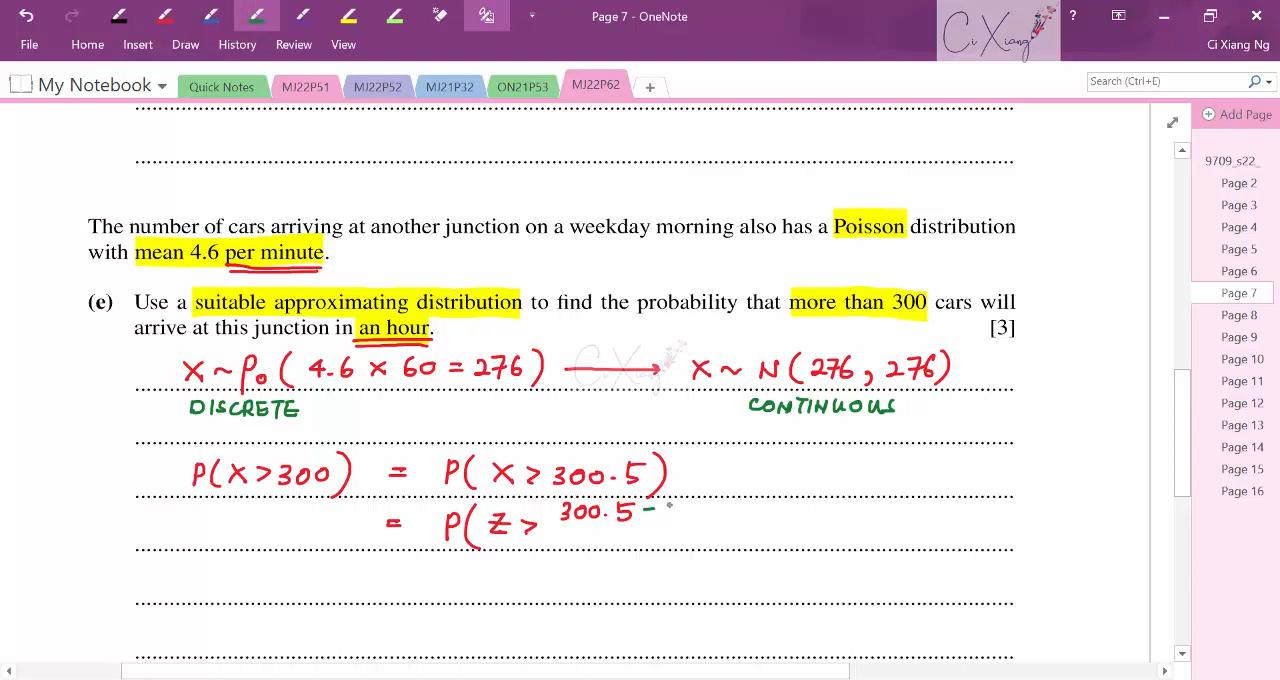 Page 7 - OneNote
Ci Xiang
?
File Home Insert Draw History Review View
Ci Xiang Ng
My Notebook
Quick Notes
MJ22P51
MJ22P52
MJ21P32
ON21P53
MJ22P62
Search (Ctrl+E)
Add Page
9709_s22_
Page 2
Page 3
Page 4
Page 5
Page 6
Page 7
Page 8
Page 9
Page 10
Page 11
Page 12
Page 13
Page 14
Page 15
Page 16
The number of cars arriving at another junction on a weekday morning also has a Poisson distribution
with mean 4.6 per minute.
(e) Use a suitable approximating distribution to find the probability that more than 300 cars will
arrive at this junction in an hour. [3]
X ~ Po ( 4.6 × 60 = 276 ) → X ~ N ( 276 , 276 )
Ci Xiang
DISCRETE CONTINUOUS
P( X > 300 ) = P( X > 300.5 )
= P( Z > 300.5 -